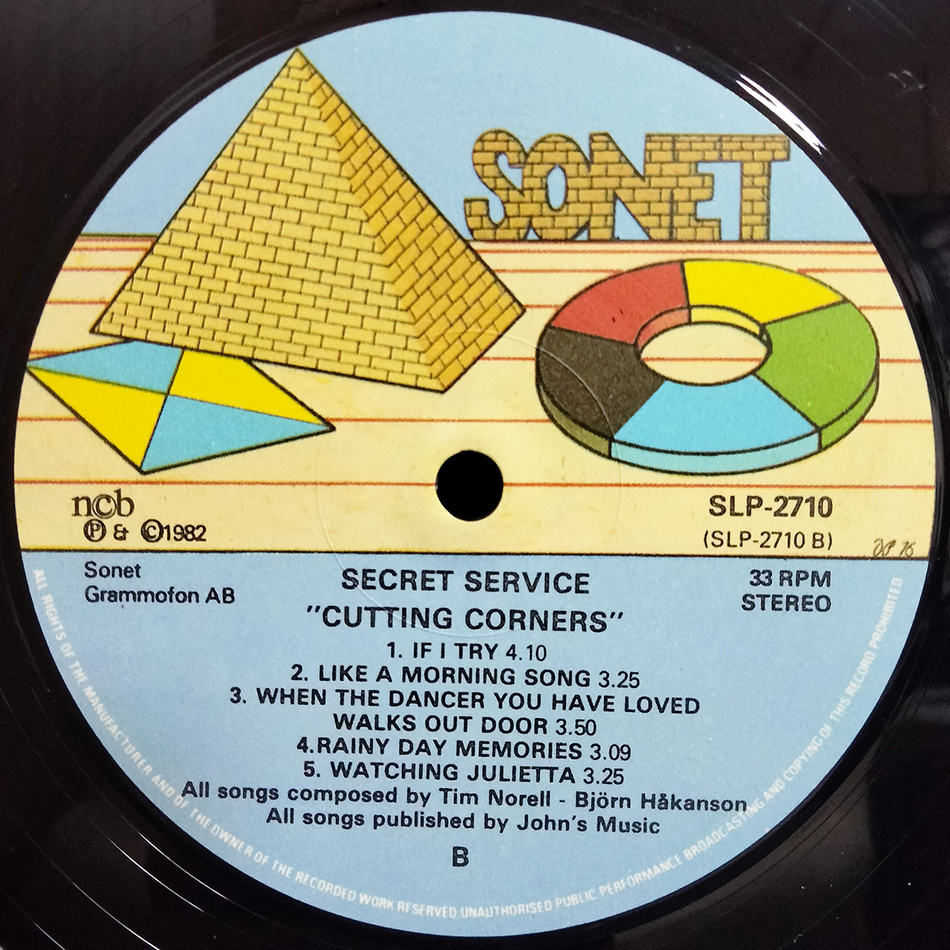 SONET
ncb
Ⓟ & ©1982
SLP-2710
(SLP-2710 B)
Sonet
Grammofon AB
33 RPM
STEREO
SECRET SERVICE
"CUTTING CORNERS"
1. IF I TRY 4.10
2. LIKE A MORNING SONG 3.25
3. WHEN THE DANCER YOU HAVE LOVED
WALKS OUT DOOR 3.50
4.RAINY DAY MEMORIES 3.09
5. WATCHING JULIETTA 3.25
All songs composed by Tim Norell - Björn Håkanson
All songs published by John's Music
B
ALL RIGHTS OF THE MANUFACTURER AND OF THE OWNER OF THE RECORDED WORK RESERVED UNAUTHORISED PUBLIC PERFORMANCE BROADCASTING AND COPYING OF THIS RECORD PROHIBITED